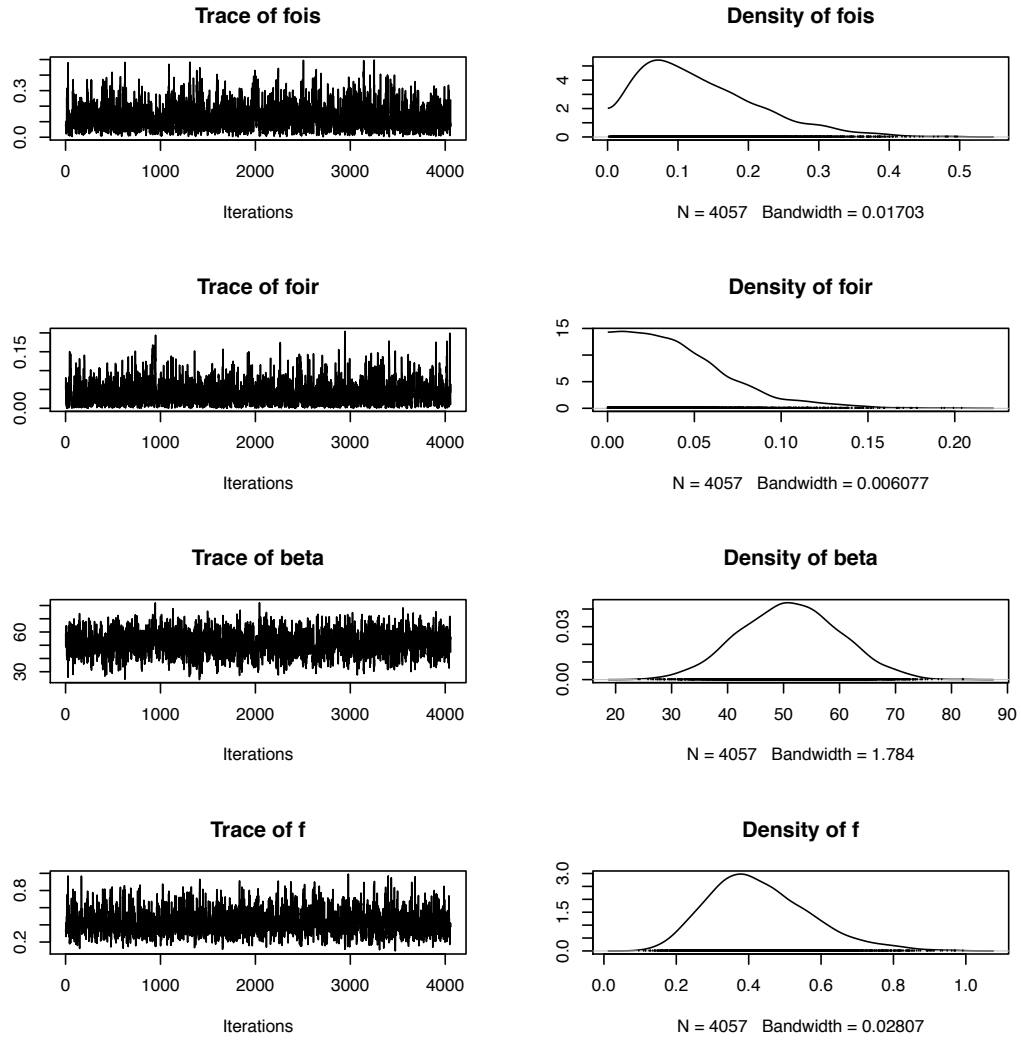 Trace of fois
0.0 0.3
0 1000 2000 3000 4000
Iterations
Density of fois
0 2 4
0.0 0.1 0.2 0.3 0.4 0.5
N = 4057 Bandwidth = 0.01703
Trace of foir
0.00 0.15
0 1000 2000 3000 4000
Iterations
Density of foir
0 5 15
0.00 0.05 0.10 0.15 0.20
N = 4057 Bandwidth = 0.006077
Trace of beta
30 60
0 1000 2000 3000 4000
Iterations
Density of beta
0.00 0.03
20 30 40 50 60 70 80 90
N = 4057 Bandwidth = 1.784
Trace of f
0.2 0.8
0 1000 2000 3000 4000
Iterations
Density of f
0.0 1.5 3.0
0.0 0.2 0.4 0.6 0.8 1.0
N = 4057 Bandwidth = 0.02807